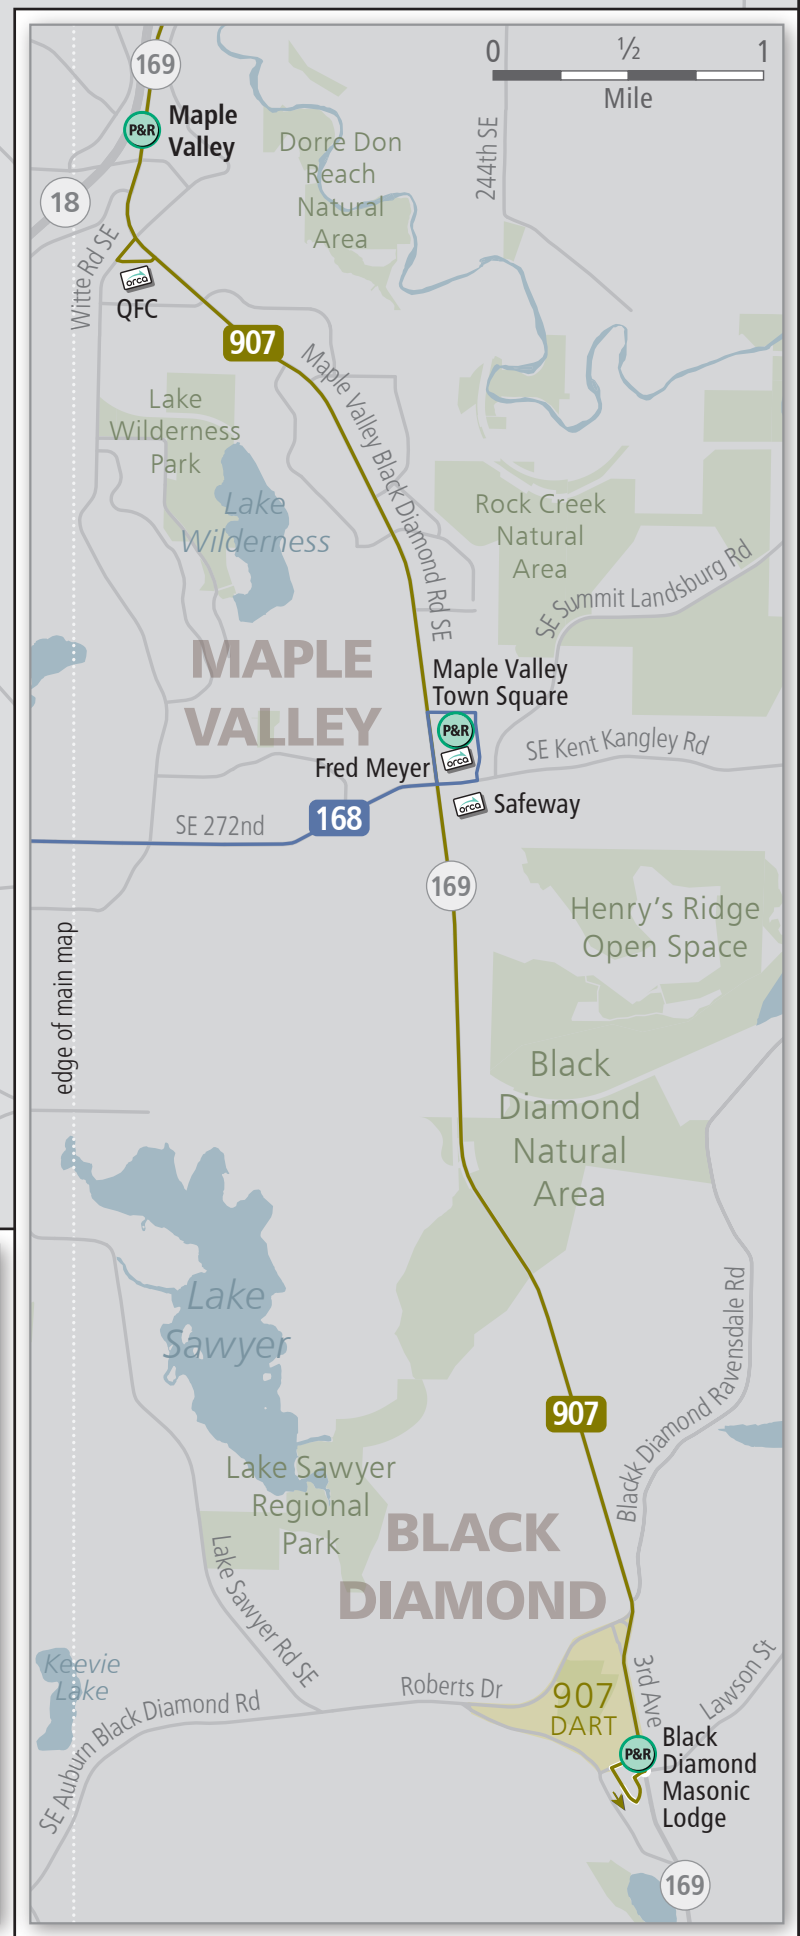 169
0 ½ 1
Mile
P&R
Maple
Valley
Dorre Don
Reach
Natural
Area
244th SE
18
Witte Rd SE
orca
QFC
907
Maple Valley Black Diamond Rd SE
Lake
Wilderness
Park
Lake
Wilderness
Rock Creek
Natural
Area
SE Summit Landsburg Rd
MAPLE
VALLEY
Maple Valley
Town Square
P&R
orca
Fred Meyer
SE Kent Kangley Rd
orca
Safeway
168
SE 272nd
169
Henry's Ridge
Open Space
edge of main map
Black
Diamond
Natural
Area
Lake
Sawyer
Blackk Diamond Ravensdale Rd
907
Lake Sawyer
Regional
Park
BLACK
DIAMOND
Lake Sawyer Rd SE
Keevie
Lake
SE Auburn Black Diamond Rd
Roberts Dr
907
DART
3rd Ave
Lawson St
P&R
Black
Diamond
Masonic
Lodge
169